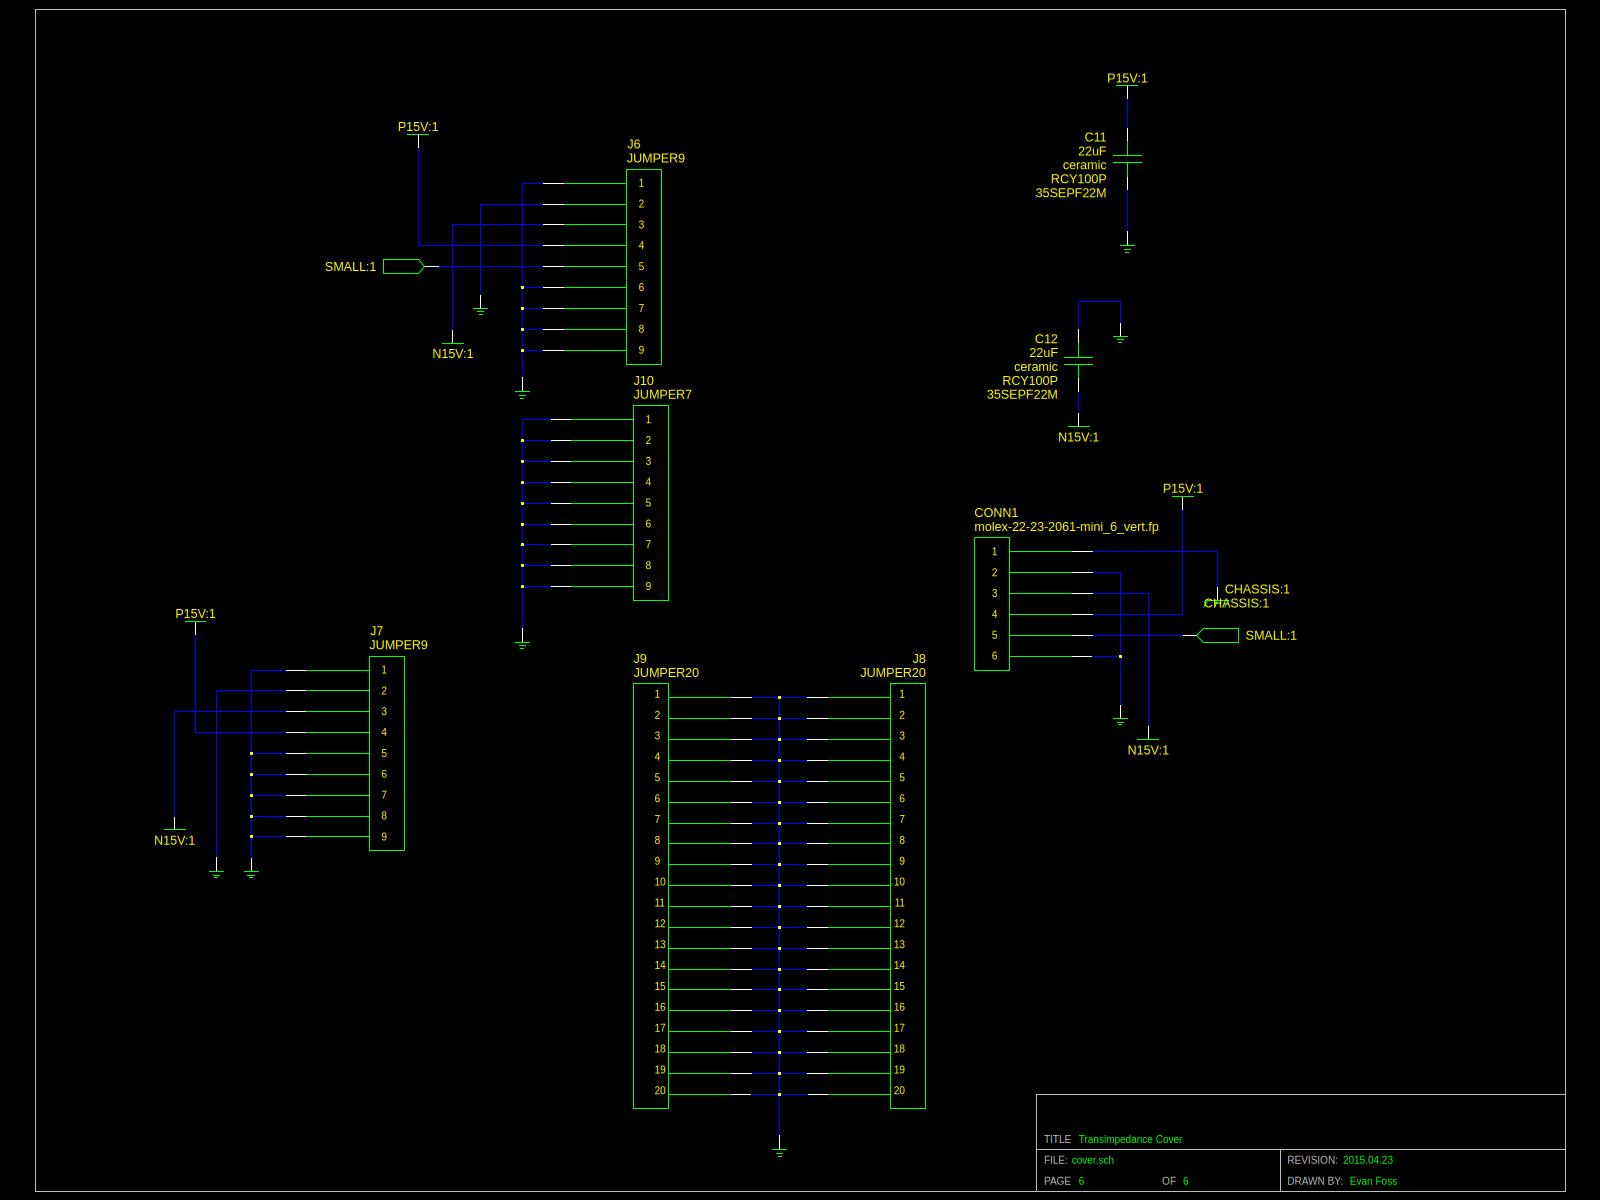 P15V:1
C11
22uF
ceramic
RCY100P
35SEPF22M
P15V:1
J6
JUMPER9
1
2
3
4
5
6
7
8
9
SMALL:1
N15V:1
J10
JUMPER7
1
2
3
4
5
6
7
8
9
C12
22uF
ceramic
RCY100P
35SEPF22M
N15V:1
P15V:1
CONN1
molex-22-23-2061-mini_6_vert.fp
1
2
3
4
5
6
CHASSIS:1
CHASSIS:1
SMALL:1
N15V:1
P15V:1
J7
JUMPER9
1
2
3
4
5
6
7
8
9
N15V:1
J9
JUMPER20
1
2
3
4
5
6
7
8
9
10
11
12
13
14
15
16
17
18
19
20
J8
JUMPER20
1
2
3
4
5
6
7
8
9
10
11
12
13
14
15
16
17
18
19
20
TITLE Transimpedance Cover
FILE: cover.sch
REVISION: 2015.04.23
PAGE 6 OF 6
DRAWN BY: Evan Foss